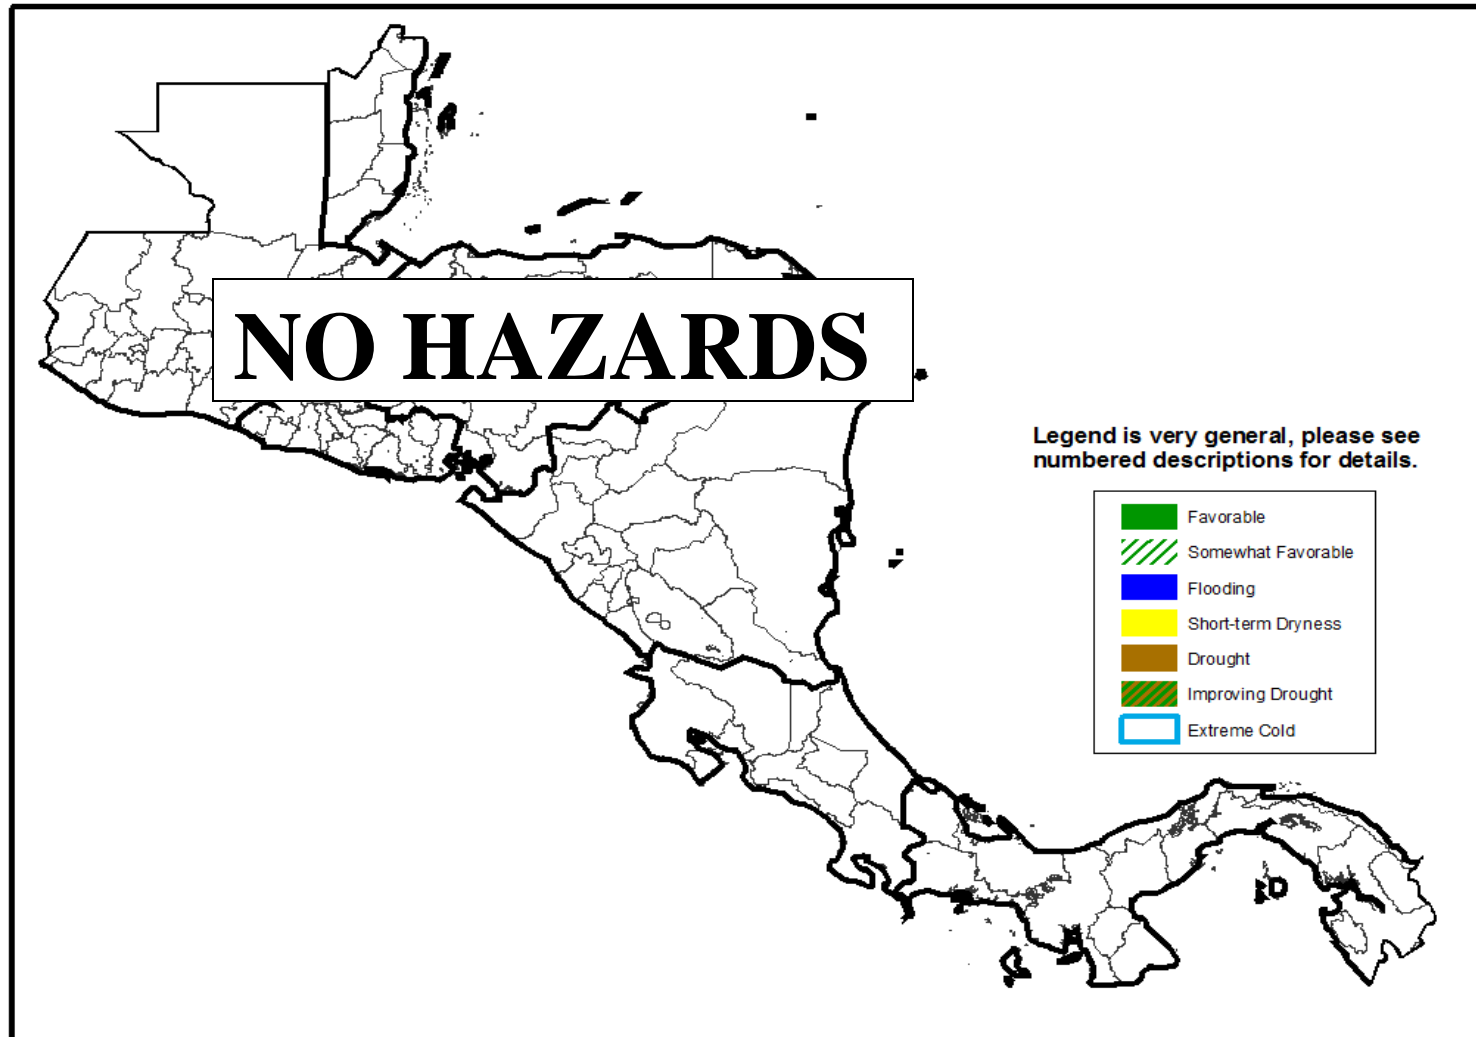 NO HAZARDS
Legend is very general, please see
numbered descriptions for details.
Favorable
Somewhat Favorable
Flooding
Short-term Dryness
Drought
Improving Drought
Extreme Cold